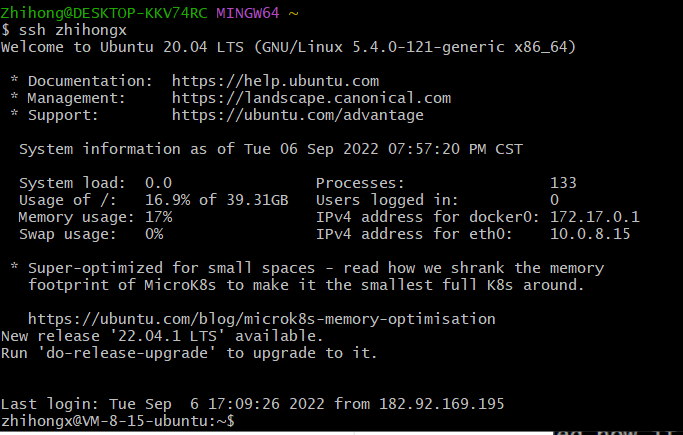 Zhihong@DESKTOP-KKV74RC MINGW64 ~
$ ssh zhihongx
Welcome to Ubuntu 20.04 LTS (GNU/Linux 5.4.0-121-generic x86_64)
* Documentation:  https://help.ubuntu.com
* Management:     https://landscape.canonical.com
* Support:        https://ubuntu.com/advantage
System information as of Tue 06 Sep 2022 07:57:20 PM CST
System load:  0.0                Processes:                133
Usage of /:   16.9% of 39.31GB   Users logged in:          0
Memory usage: 17%                IPv4 address for docker0: 172.17.0.1
Swap usage:   0%                 IPv4 address for eth0:    10.0.8.15
* Super-optimized for small spaces - read how we shrank the memory
footprint of MicroK8s to make it the smallest full K8s around.
https://ubuntu.com/blog/microk8s-memory-optimisation
New release '22.04.1 LTS' available.
Run 'do-release-upgrade' to upgrade to it.
Last login: Tue Sep  6 17:09:26 2022 from 182.92.169.195
zhihongx@VM-8-15-ubuntu:~$